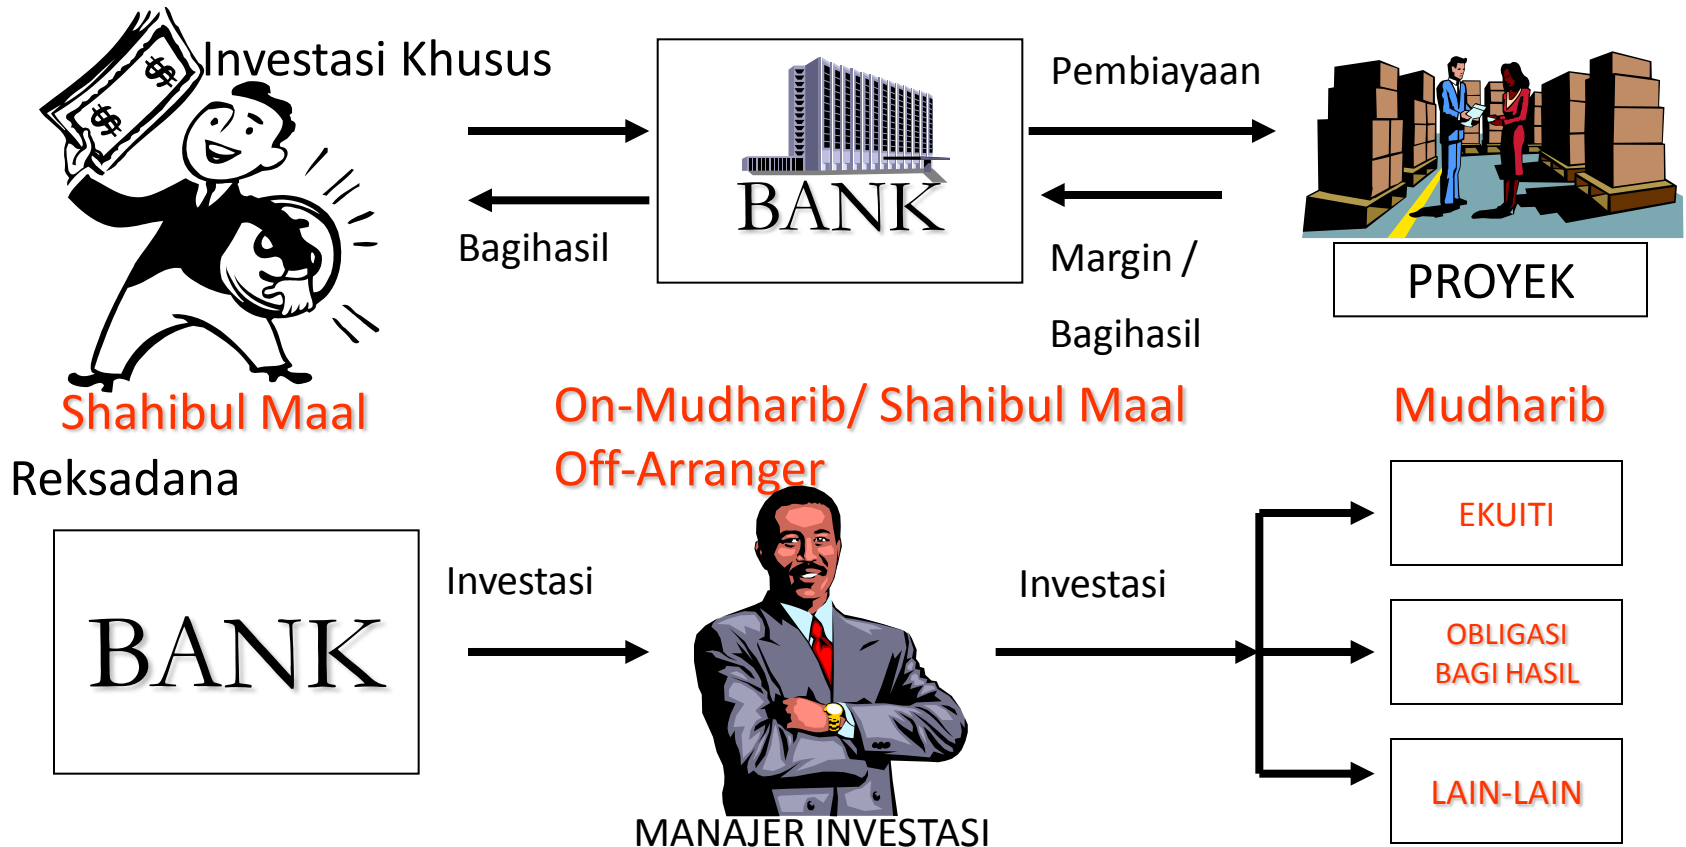 Investasi Khusus
Pembiayaan
BANK
Bagihasil
Margin /
Bagihasil
PROYEK
Shahibul Maal
On-Mudharib/ Shahibul Maal
Off-Arranger
Mudharib
Reksadana
BANK
Investasi
MANAJER INVESTASI
Investasi
EKUITI
OBLIGASI
BAGI HASIL
LAIN-LAIN